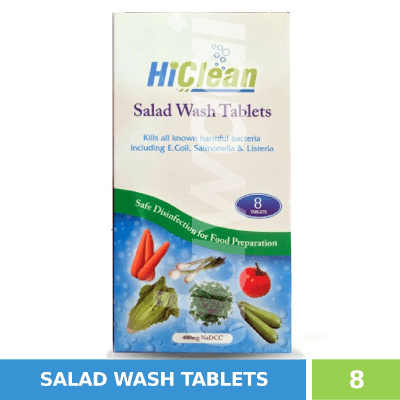 HiClean
Salad Wash Tablets
Kills all known harmful bacteria
including E.Coli, Salmonella & Listeria
8
TABLETS
Safe Disinfection for Food Preparation
400mg NaDCC
SALAD WASH TABLETS
8